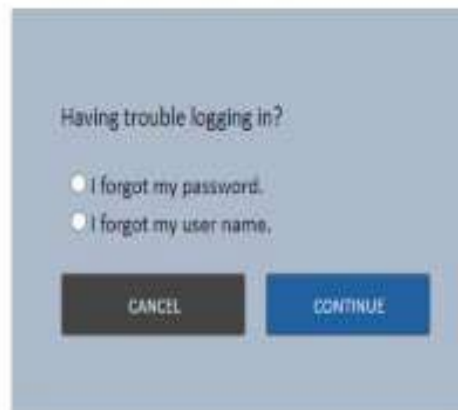 Having trouble logging in?
I forgot my password.
I forgot my user name.
CANCEL CONTINUE